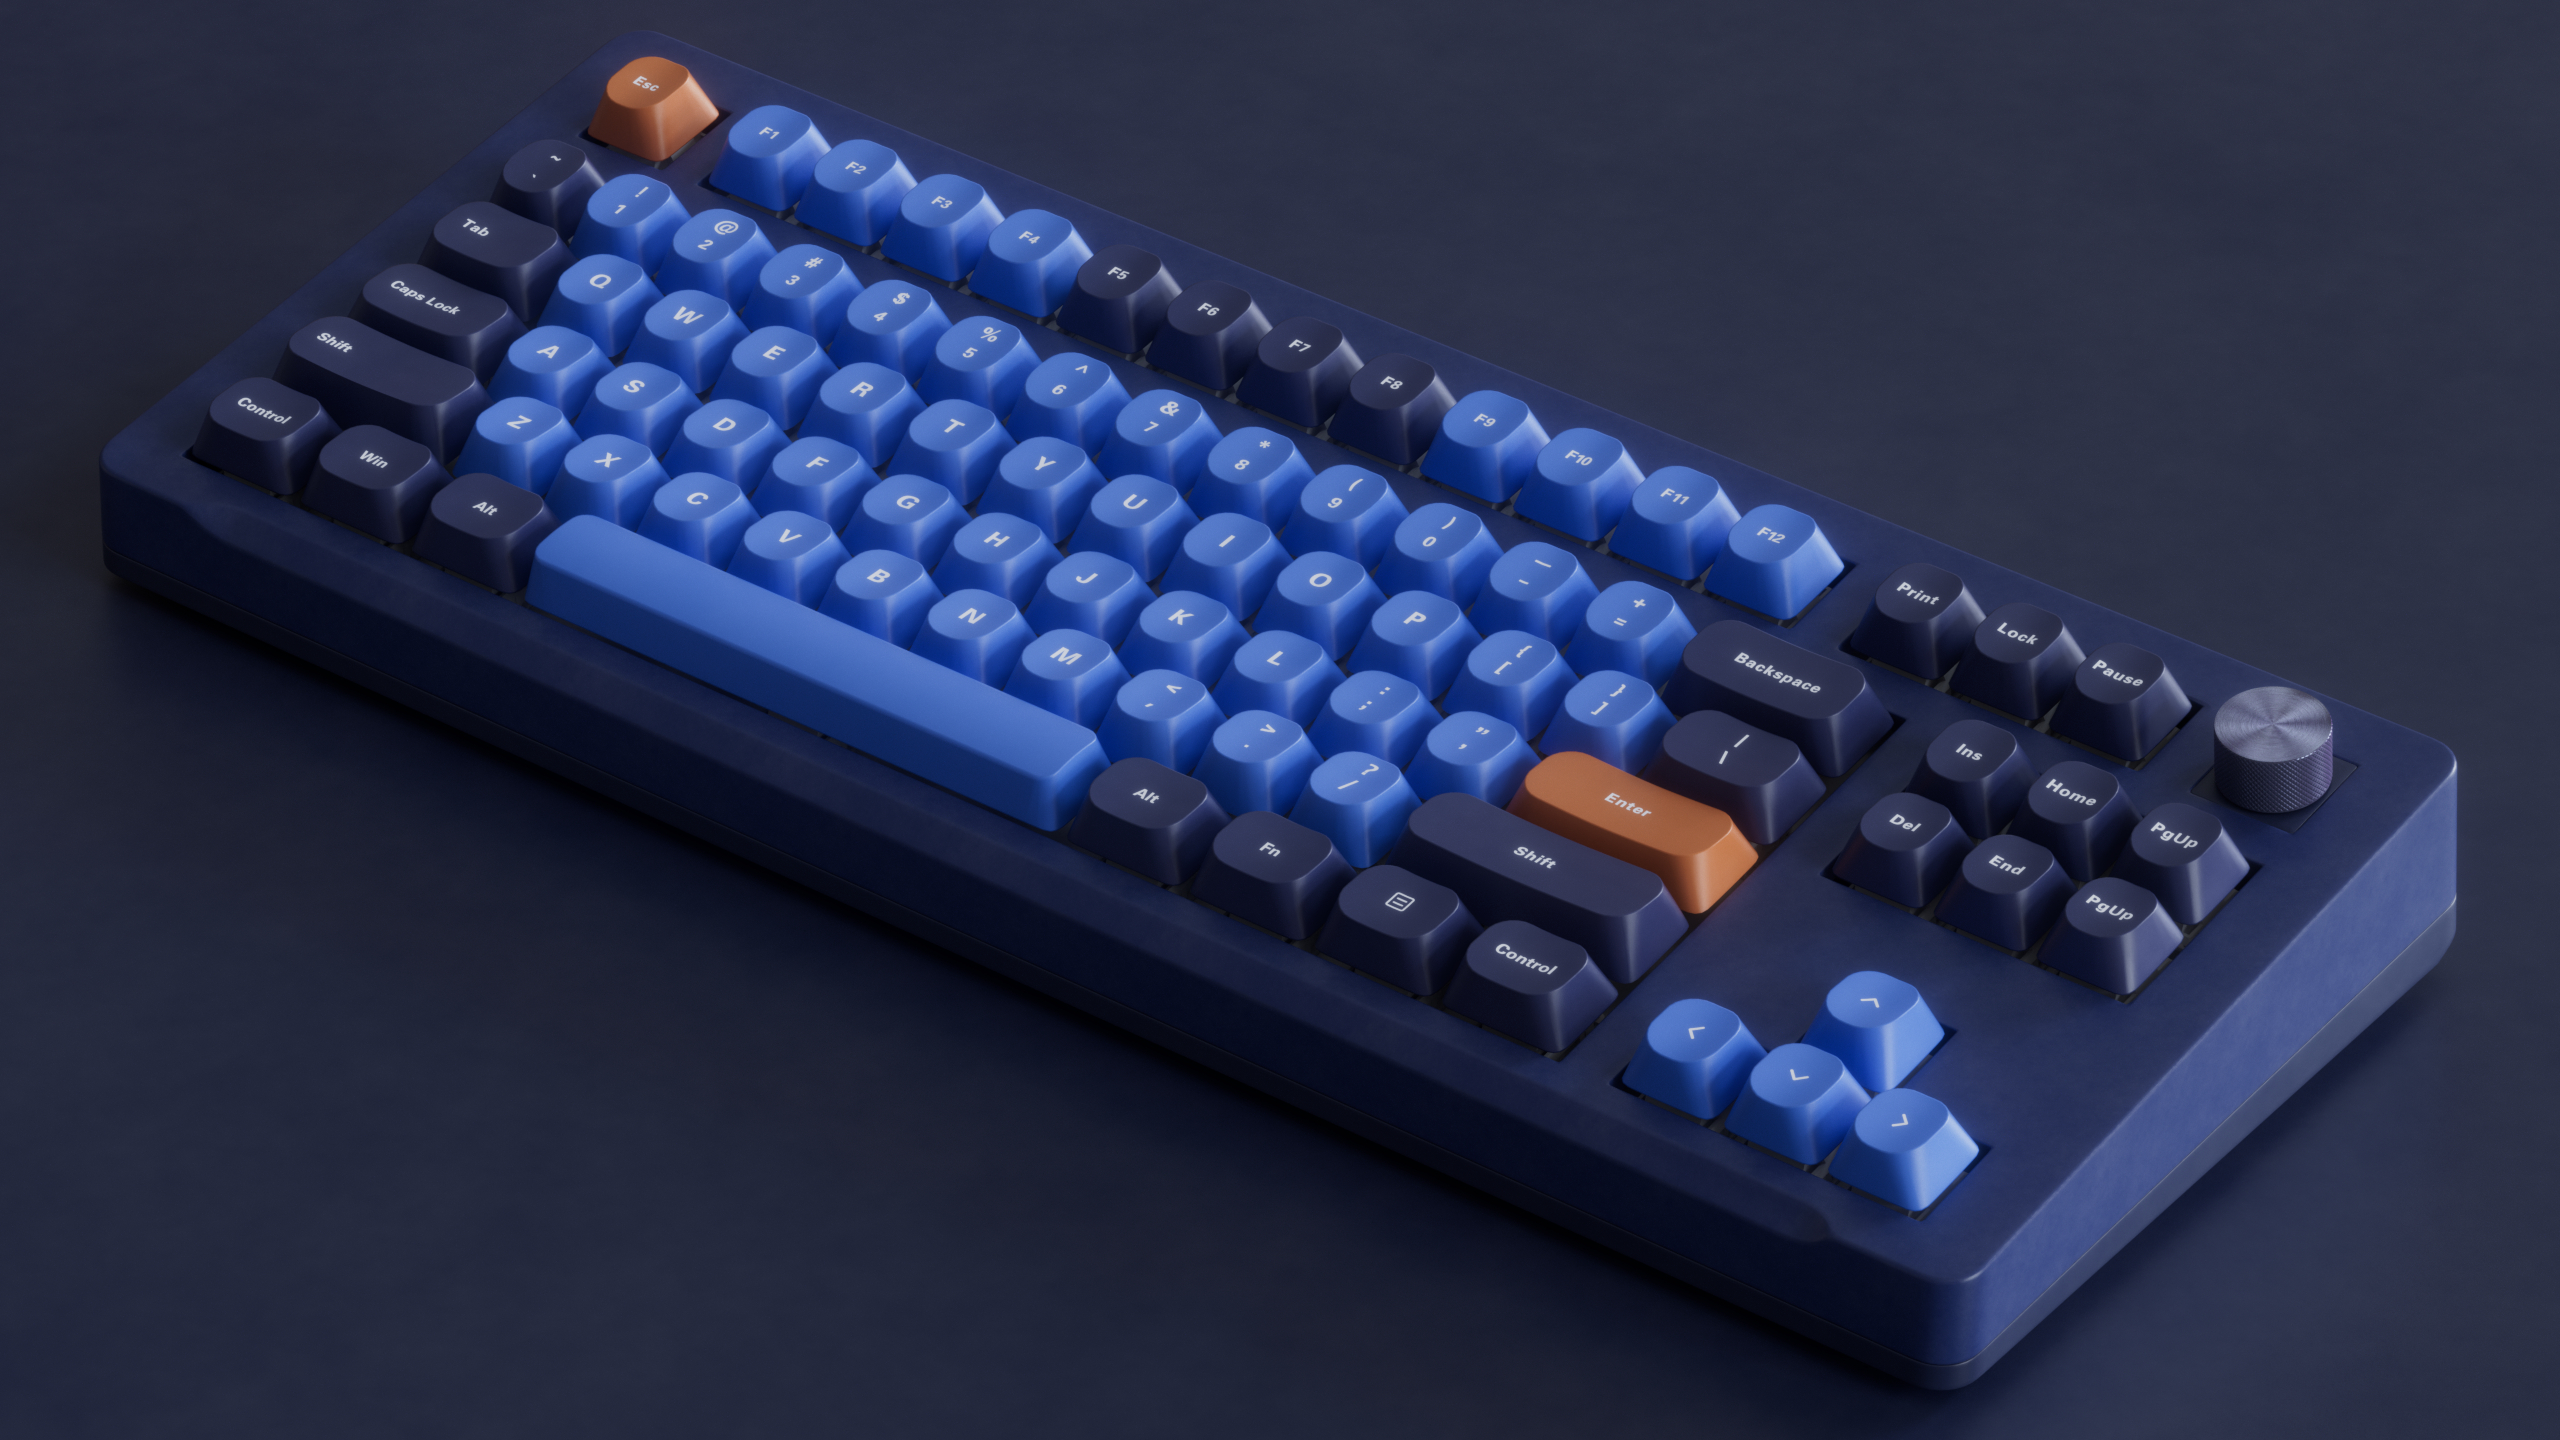 Esc F1 F2 F3 F4 F5 F6 F7 F8 F9 F10 F11 F12 Print Lock Pause
~ ` ! 1 @ 2 # 3 $ 4 % 5 ^ 6 & 7 * 8 ( 9 ) 0 — - + = Backspace Ins Home PgUp
Tab Q W E R T Y U I O P { [ } ] / \ Del End PgUp
Caps Lock A S D F G H J K L : ; " , Enter
Shift Z X C V B N M < , > . ? / Shift ^
Control Win Alt Alt Fn Control < v >